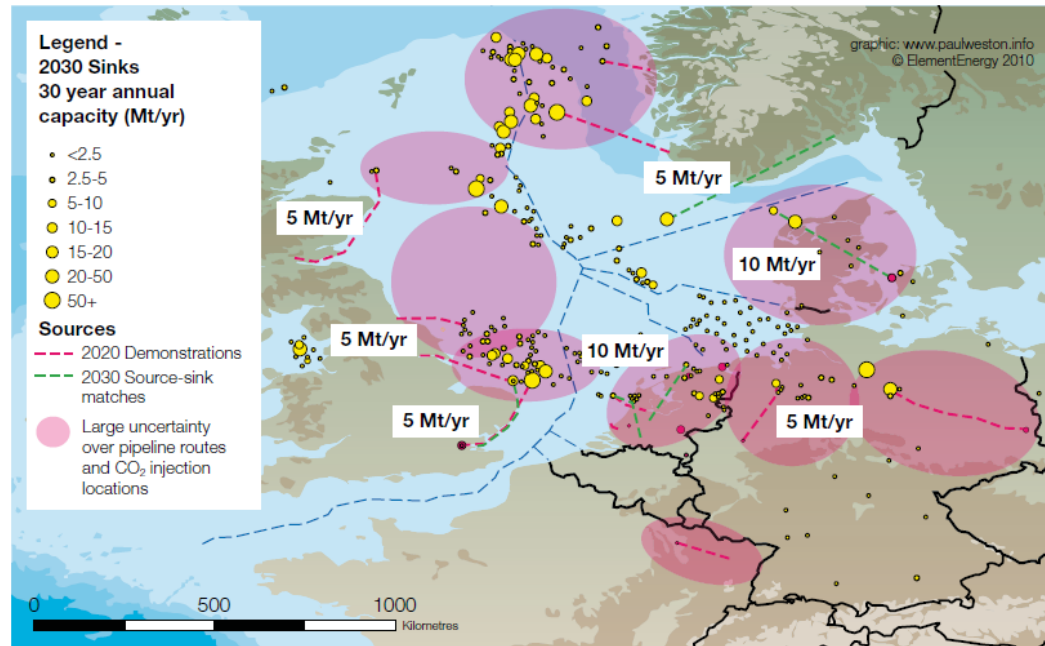 Legend -
2030 Sinks
30 year annual
capacity (Mt/yr)
<2.5
2.5-5
5-10
10-15
15-20
20-50
50+
Sources
2020 Demonstrations
2030 Source-sink
matches
Large uncertainty
over pipeline routes
and CO₂ injection
locations
graphic: www.paulweston.info
© ElementEnergy 2010
5 Mt/yr
5 Mt/yr
10 Mt/yr
5 Mt/yr
10 Mt/yr
5 Mt/yr
5 Mt/yr
0 500 1000
Kilometres